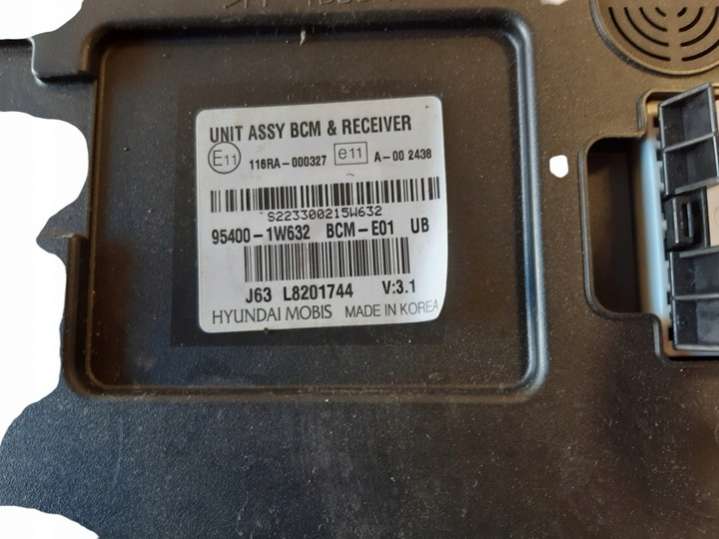 UNIT ASSY BCM & RECEIVER
E11 116RA-000327 e11 A-00 2438
S223300215W632
95400-1W632 BCM-E01 UB
J63 L8201744 V:3.1
HYUNDAI MOBIS MADE IN KOREA